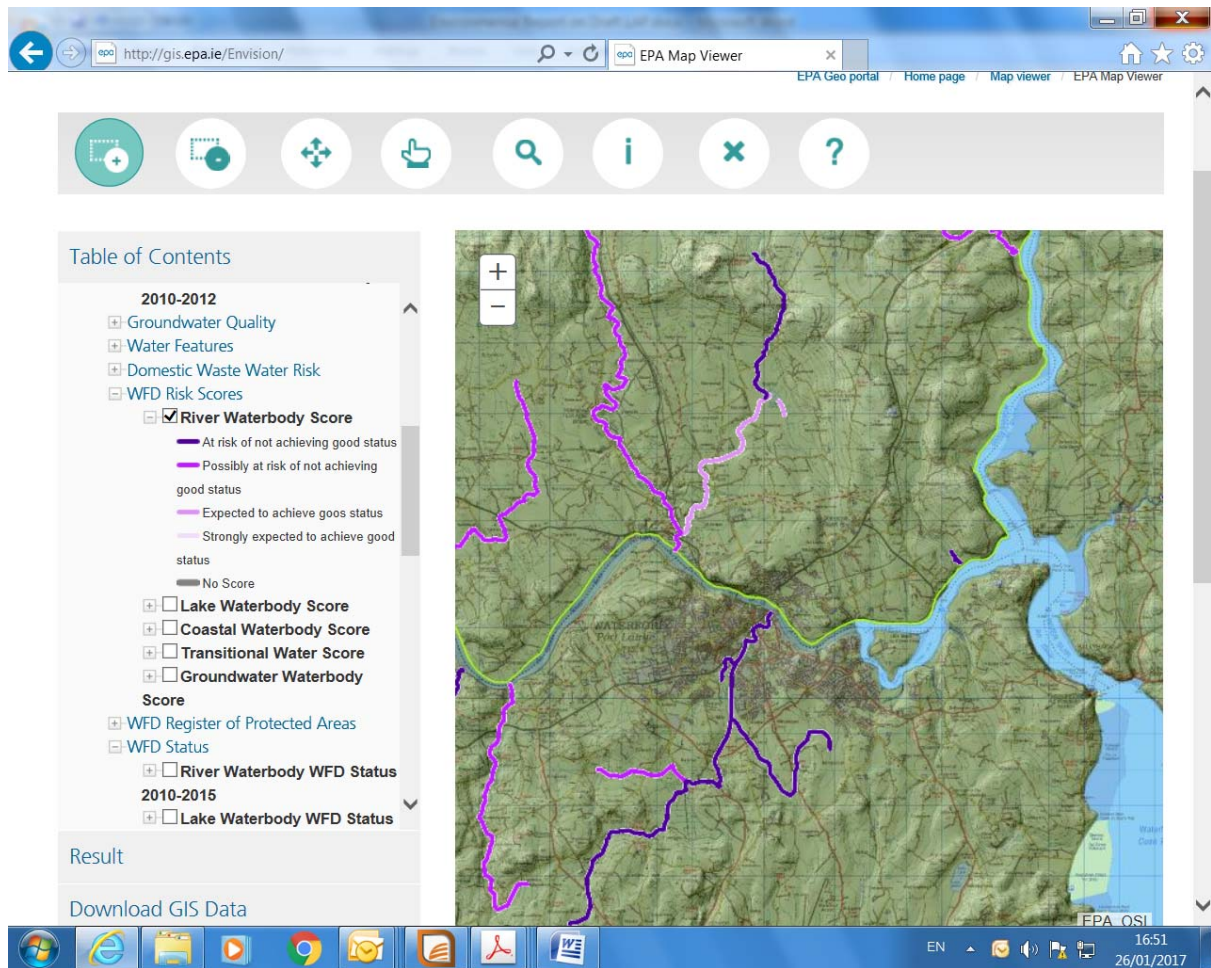 http://gis.epa.ie/Envision/
epa EPA Map Viewer
EPA Geo portal / Home page / Map viewer / EPA Map Viewer
Table of Contents
2010-2012
Groundwater Quality
Water Features
Domestic Waste Water Risk
WFD Risk Scores
River Waterbody Score
At risk of not achieving good status
Possibly at risk of not achieving
good status
Expected to achieve goos status
Strongly expected to achieve good
status
No Score
Lake Waterbody Score
Coastal Waterbody Score
Transitional Water Score
Groundwater Waterbody
Score
WFD Register of Protected Areas
WFD Status
River Waterbody WFD Status
2010-2015
Lake Waterbody WFD Status
Result
Download GIS Data
WATERFORD
Port Láirge
EPA OSI
EN
16:51
26/01/2017